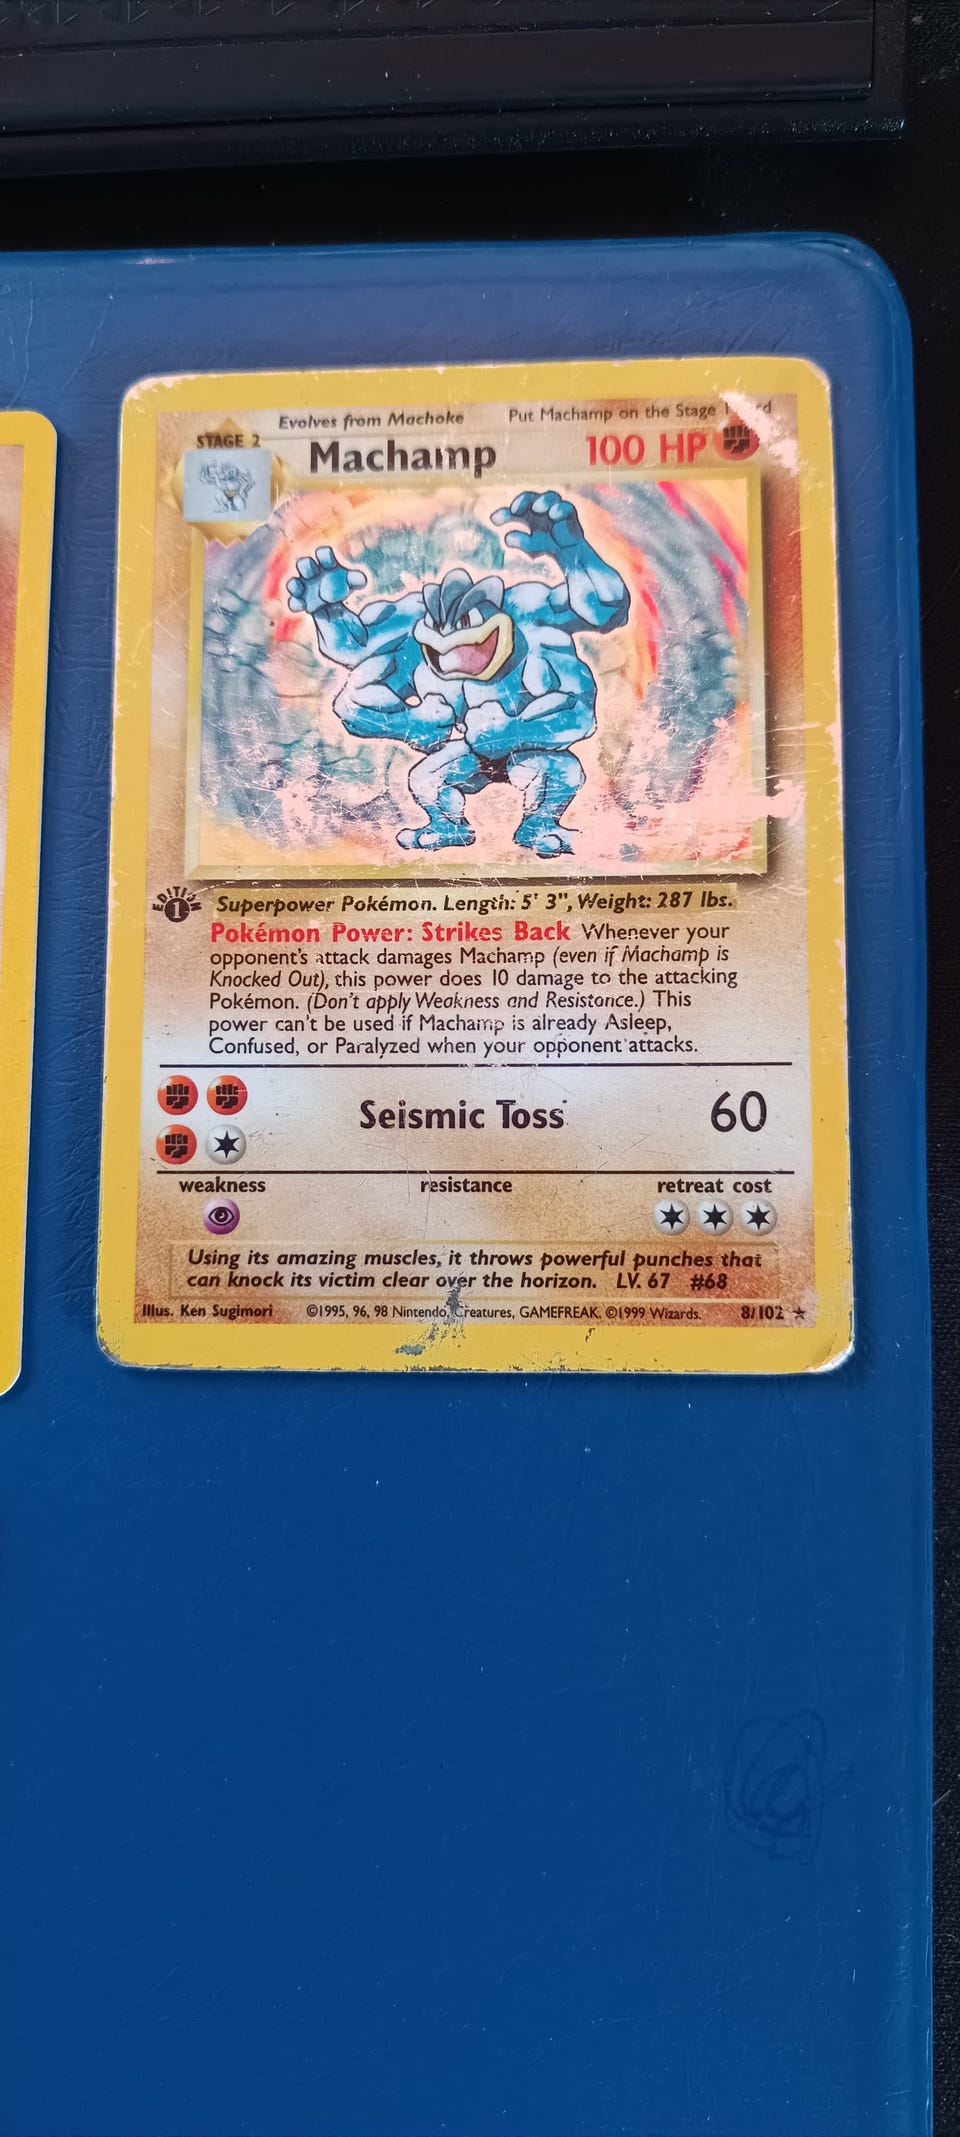 Evolves from Machoke Put Machamp on the Stage 1
STAGE 2
Machamp 100 HP
EDITION
1
Superpower Pokémon. Length: 5' 3", Weight: 287 lbs.
Pokémon Power: Strikes Back Whenever your
opponent's attack damages Machamp (even if Machamp is
Knocked Out), this power does 10 damage to the attacking
Pokémon. (Don't apply Weakness and Resistance.) This
power can't be used if Machamp is already Asleep,
Confused, or Paralyzed when your opponent attacks.
Seismic Toss 60
weakness resistance retreat cost
Using its amazing muscles, it throws powerful punches that
can knock its victim clear over the horizon. LV. 67 #68
Illus. Ken Sugimori ©1995, 96, 98 Nintendo, Creatures, GAMEFREAK. ©1999 Wizards. 8/102 ★